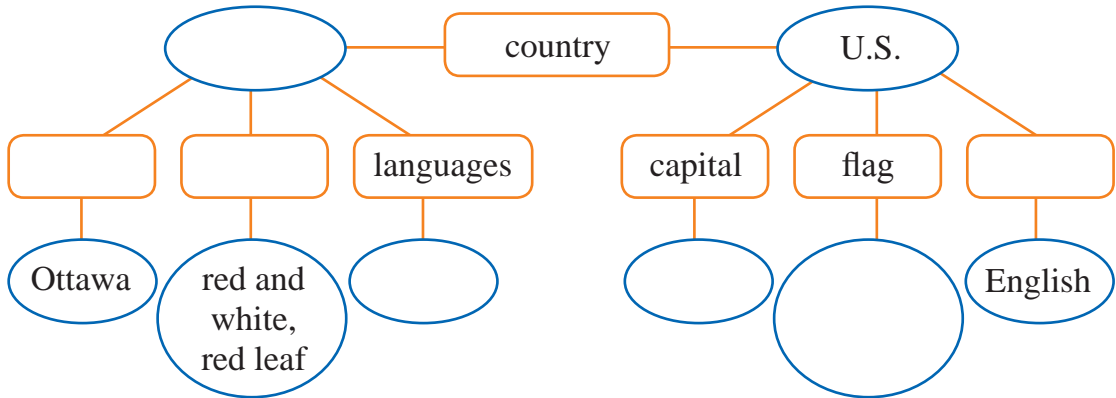 country
U.S.
languages
capital
flag
Ottawa
red and
white,
red leaf
English